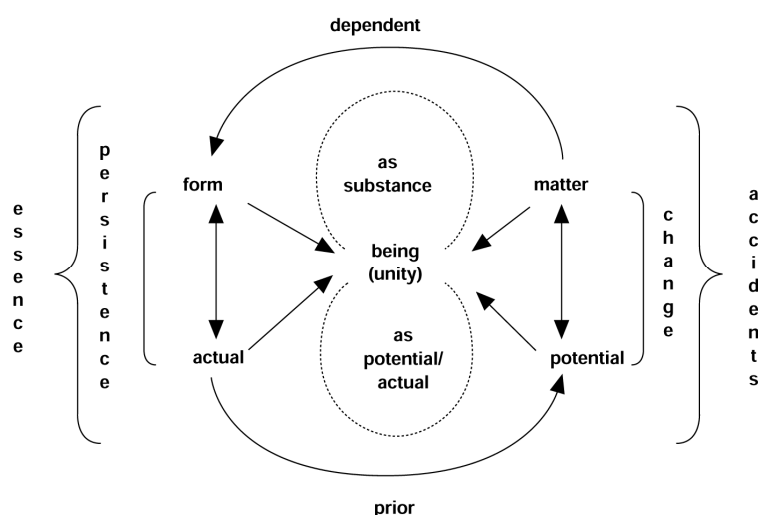 dependent
essence
persistence
form
as
substance
matter
change
accidents
being
(unity)
actual
as
potential/
actual
potential
prior